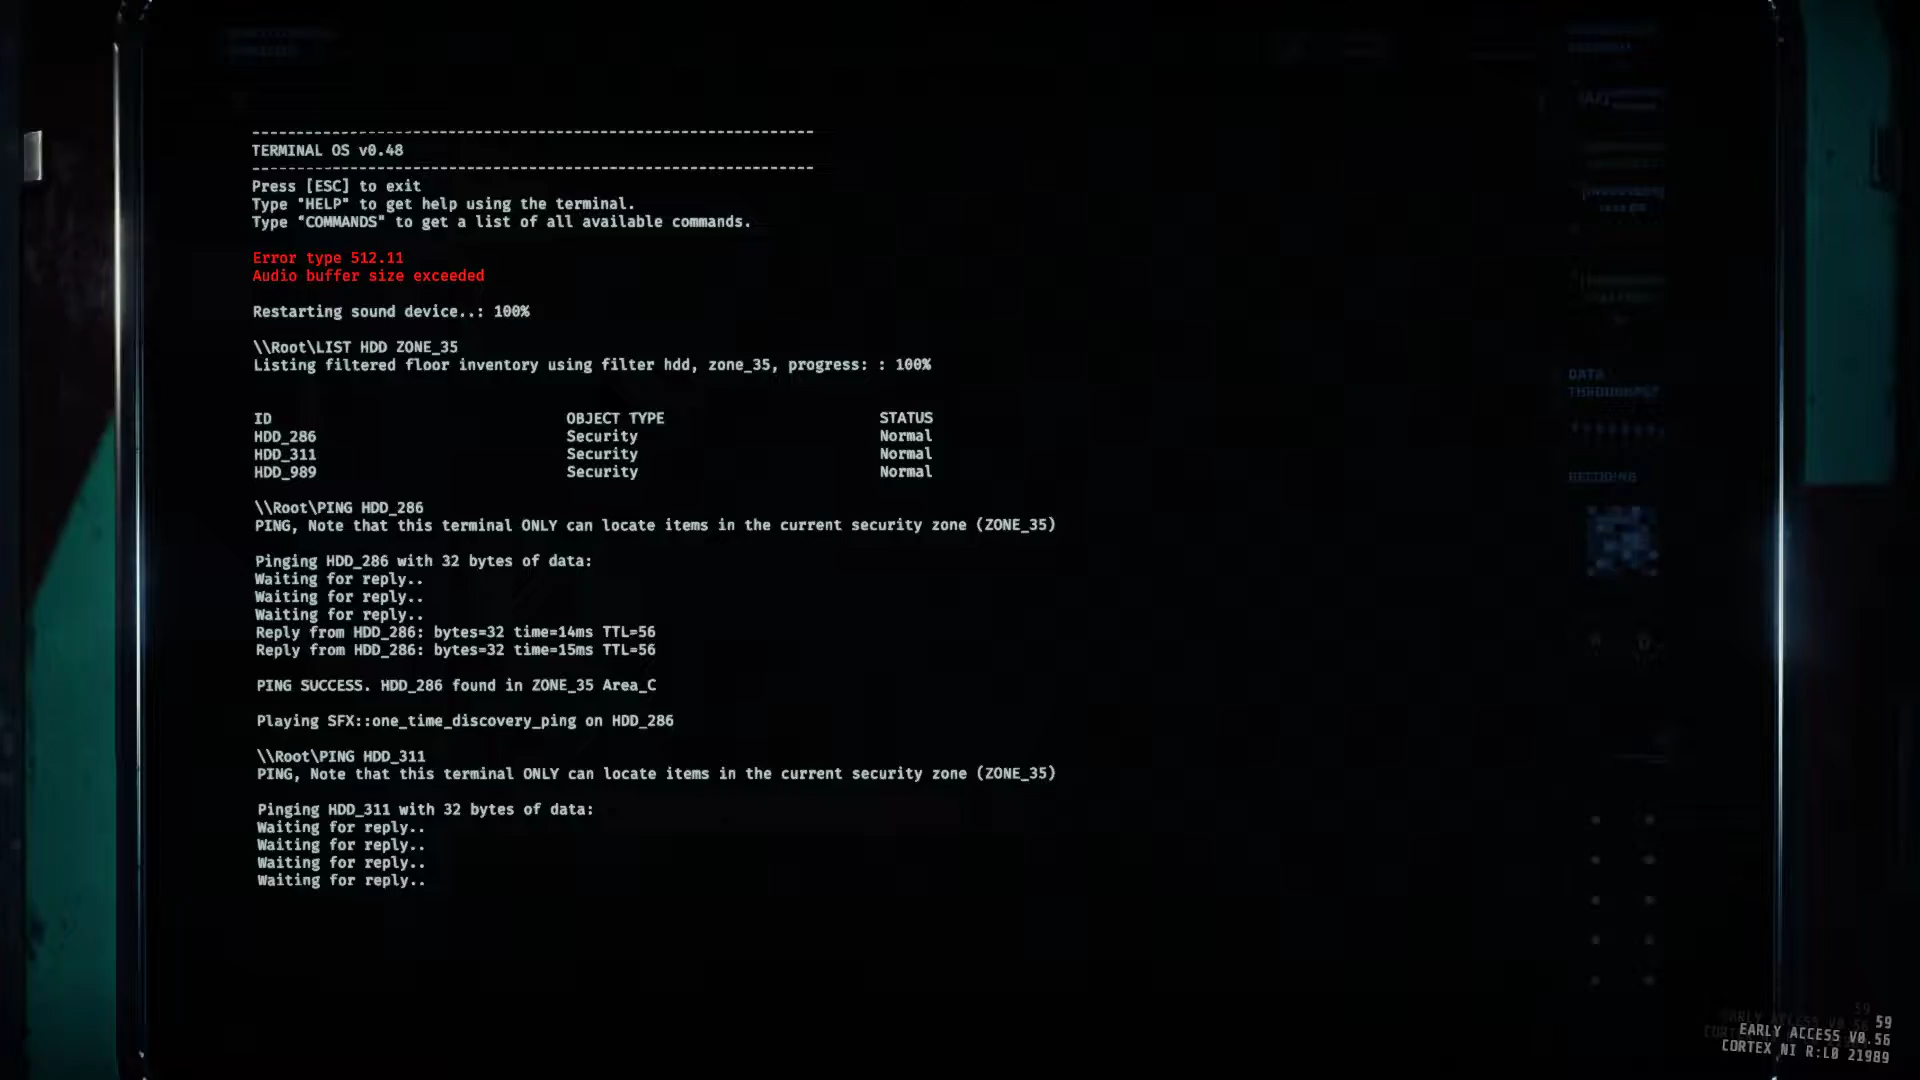 --------------------------------------------------------------
TERMINAL OS v0.48
--------------------------------------------------------------
Press [ESC] to exit
Type "HELP" to get help using the terminal.
Type "COMMANDS" to get a list of all available commands.
Error type 512.11
Audio buffer size exceeded
Restarting sound device..: 100%
\\Root\LIST HDD ZONE_35
Listing filtered floor inventory using filter hdd, zone_35, progress: : 100%
ID OBJECT TYPE STATUS
HDD_286 Security Normal
HDD_311 Security Normal
HDD_989 Security Normal
\\Root\PING HDD_286
PING, Note that this terminal ONLY can locate items in the current security zone (ZONE_35)
Pinging HDD_286 with 32 bytes of data:
Waiting for reply..
Waiting for reply..
Waiting for reply..
Reply from HDD_286: bytes=32 time=14ms TTL=56
Reply from HDD_286: bytes=32 time=15ms TTL=56
PING SUCCESS. HDD_286 found in ZONE_35 Area_C
Playing SFX::one_time_discovery_ping on HDD_286
\\Root\PING HDD_311
PING, Note that this terminal ONLY can locate items in the current security zone (ZONE_35)
Pinging HDD_311 with 32 bytes of data:
Waiting for reply..
Waiting for reply..
Waiting for reply..
Waiting for reply..
DATA
THROUGHPUT
59
EARLY ACCESS V0.56
CORTEX NI R:L0 21989